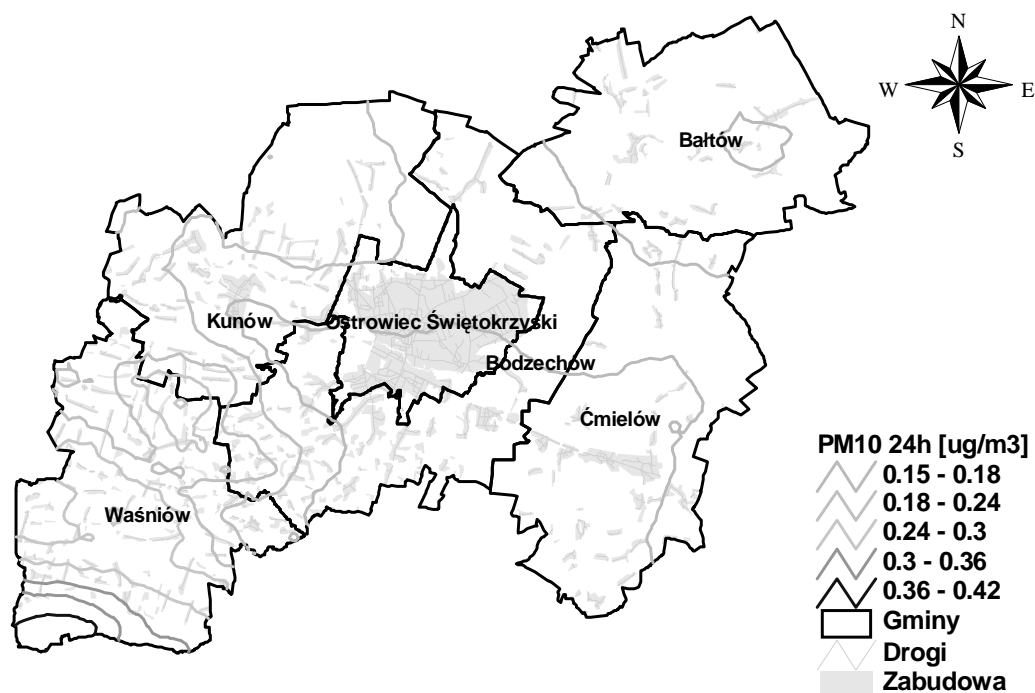 N
W
E
S
Bałtów
Kunów
Ostrowiec Świętokrzyski
Bodzechów
Ćmielów
Waśniów
PM10 24h [ug/m3]
0.15 - 0.18
0.18 - 0.24
0.24 - 0.3
0.3 - 0.36
0.36 - 0.42
Gminy
Drogi
Zabudowa